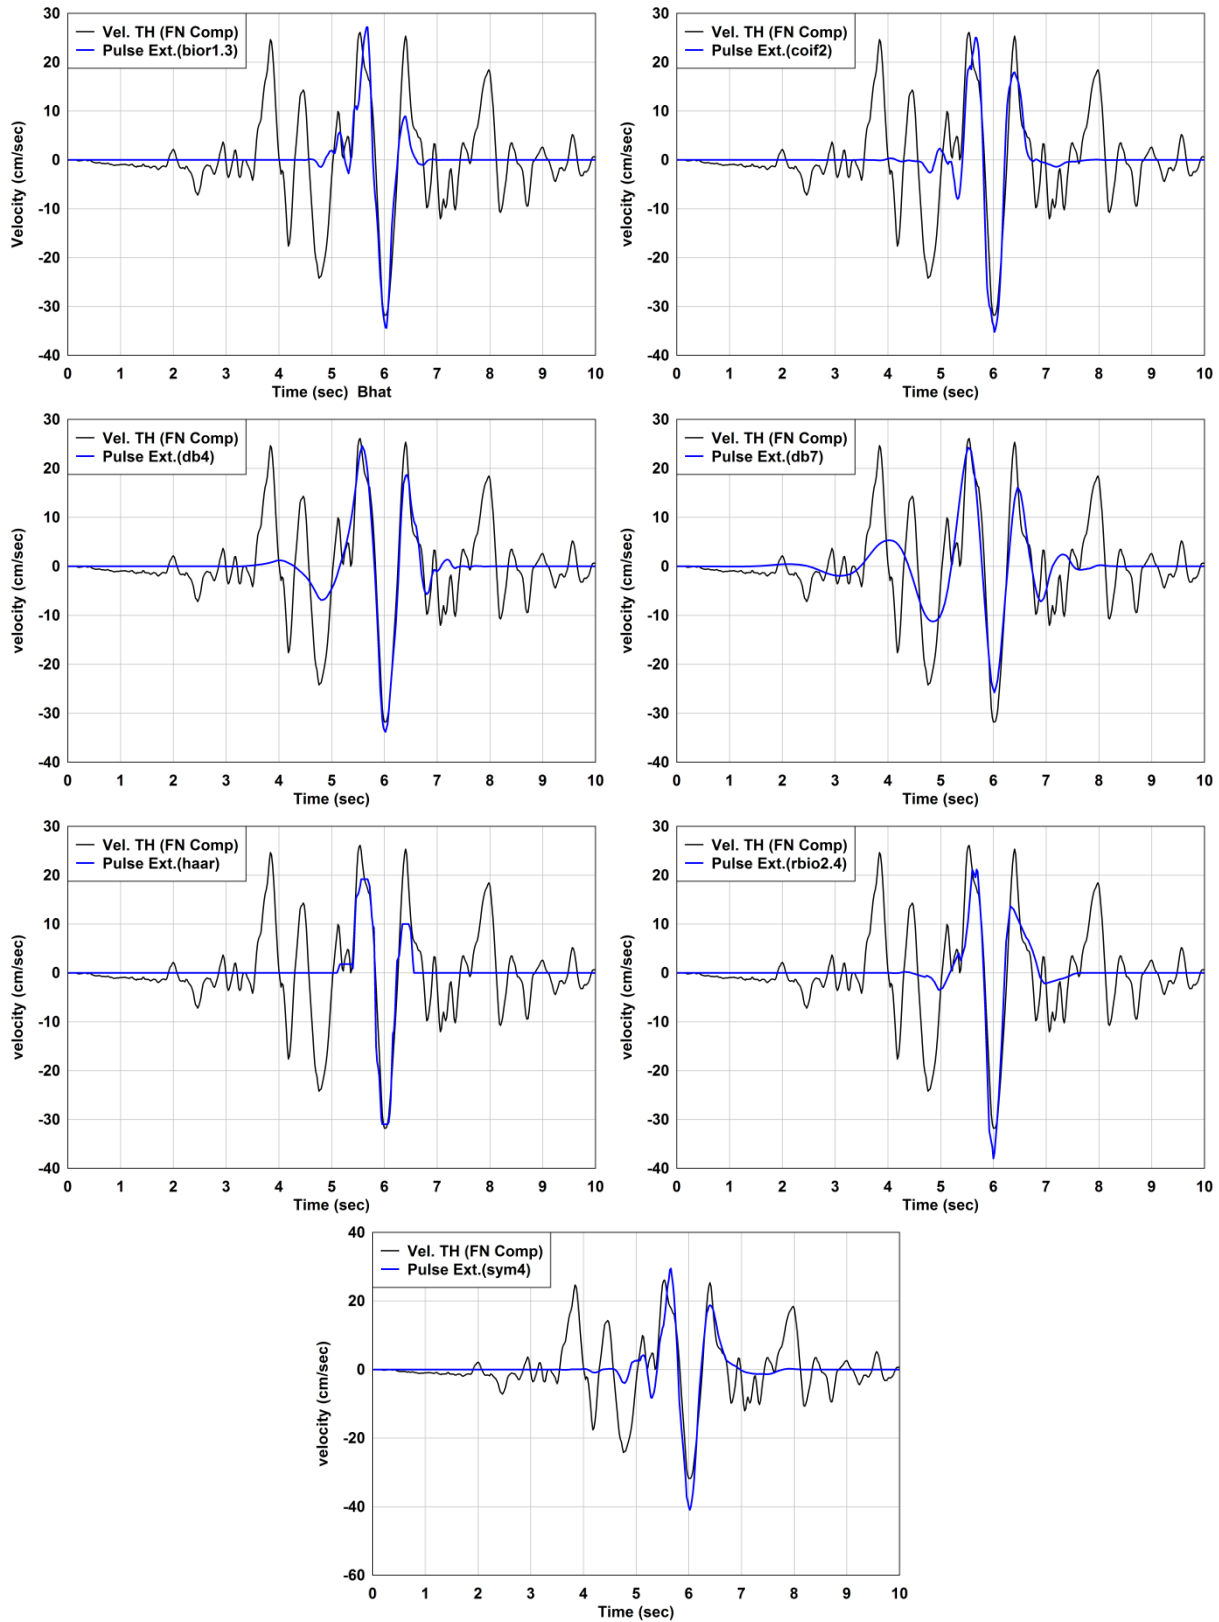 30
20
10
0
-10
-20
-30
-40
Velocity (cm/sec)
Vel. TH (FN Comp)
Pulse Ext.(bior1.3)
0 1 2 3 4 5 6 7 8 9 10
Time (sec) Bhat
30
20
10
0
-10
-20
-30
-40
velocity (cm/sec)
Vel. TH (FN Comp)
Pulse Ext.(coif2)
0 1 2 3 4 5 6 7 8 9 10
Time (sec)
30
20
10
0
-10
-20
-30
-40
velocity (cm/sec)
Vel. TH (FN Comp)
Pulse Ext.(db4)
0 1 2 3 4 5 6 7 8 9 10
Time (sec)
30
20
10
0
-10
-20
-30
-40
velocity (cm/sec)
Vel. TH (FN Comp)
Pulse Ext.(db7)
0 1 2 3 4 5 6 7 8 9 10
Time (sec)
30
20
10
0
-10
-20
-30
-40
velocity (cm/sec)
Vel. TH (FN Comp)
Pulse Ext.(haar)
0 1 2 3 4 5 6 7 8 9 10
Time (sec)
30
20
10
0
-10
-20
-30
-40
velocity (cm/sec)
Vel. TH (FN Comp)
Pulse Ext.(rbio2.4)
0 1 2 3 4 5 6 7 8 9 10
Time (sec)
40
20
0
-20
-40
-60
velocity (cm/sec)
Vel. TH (FN Comp)
Pulse Ext.(sym4)
0 1 2 3 4 5 6 7 8 9 10
Time (sec)